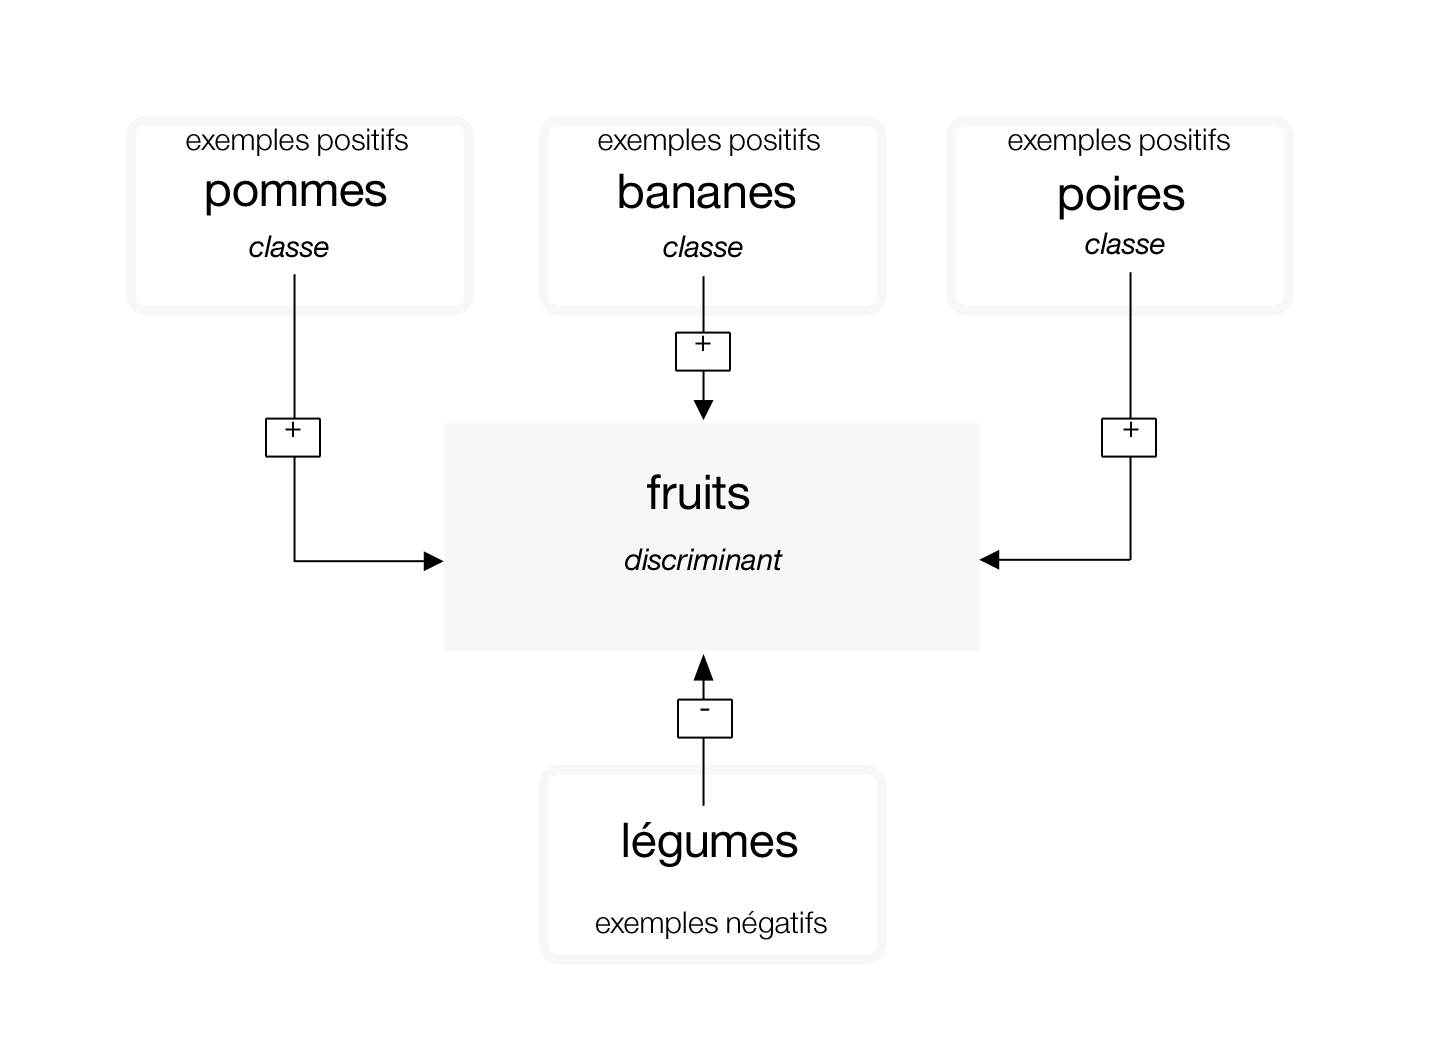 exemples positifs
pommes
classe
exemples positifs
bananes
classe
exemples positifs
poires
classe
+
+
+
fruits
discriminant
-
légumes
exemples négatifs